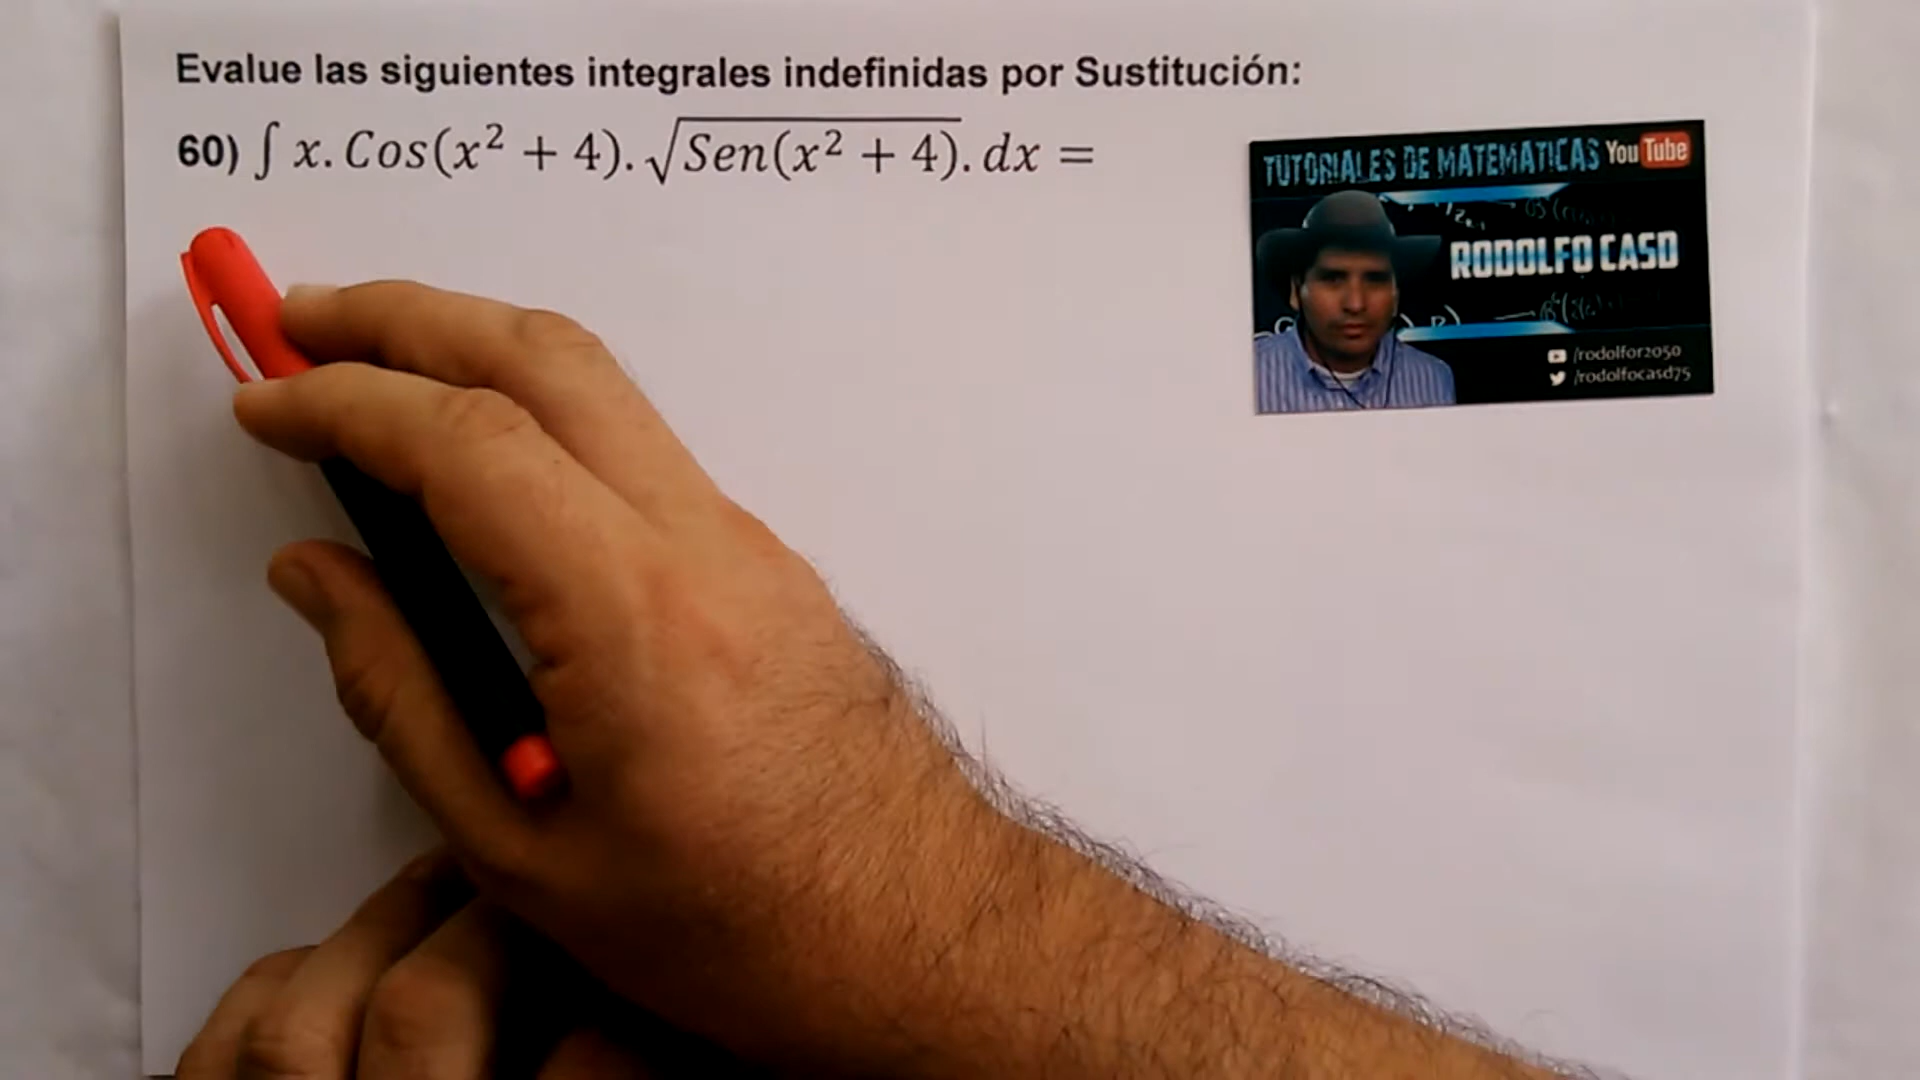 Evalue las siguientes integrales indefinidas por Sustitución:
60) ∫ x. Cos(x² + 4). √Sen(x² + 4). dx =
TUTORIALES DE MATEMATICAS YouTube
RODOLFO CASD
/rodolfor2050
/rodolfocasd75